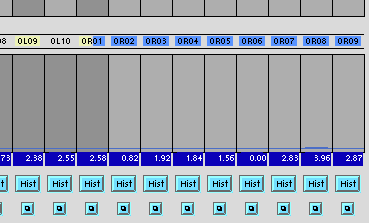 08 0L09 0L10 0R01 0R02 0R03 0R04 0R05 0R06 0R07 0R08 0R09
.73 2.38 2.55 2.58 0.82 1.92 1.84 1.56 0.00 2.83 3.96 2.87
Hist Hist Hist Hist Hist Hist Hist Hist Hist Hist Hist
Q Q Q Q Q Q Q Q Q Q Q